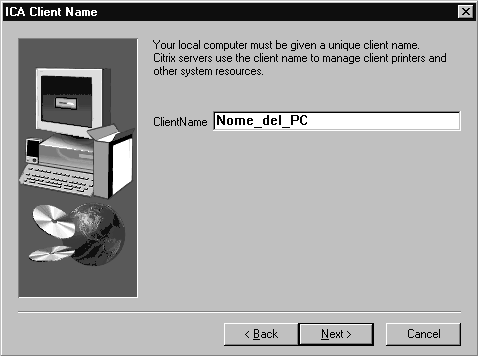 ICA Client Name
Your local computer must be given a unique client name.
Citrix servers use the client name to manage client printers and
other system resources.
ClientName Nome_del_PC
< Back Next > Cancel